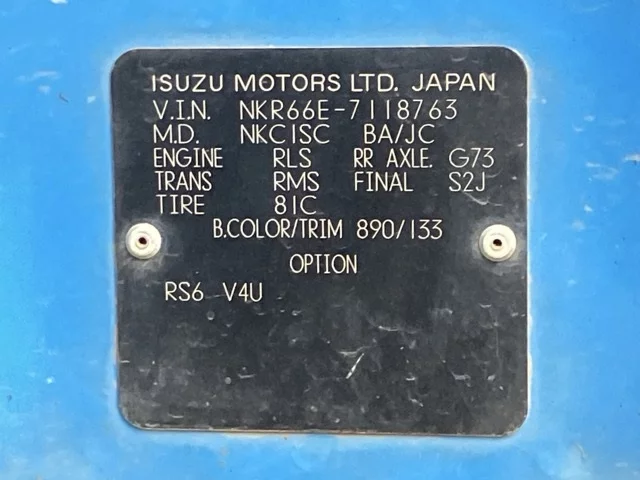 ISUZU MOTORS LTD. JAPAN
V.I.N. NKR66E-7118763
M.D. NKC1SC BA/JC
ENGINE RLS RR AXLE. G73
TRANS RMS FINAL S2J
TIRE 81C
B.COLOR/TRIM 890/133
OPTION
RS6 V4U